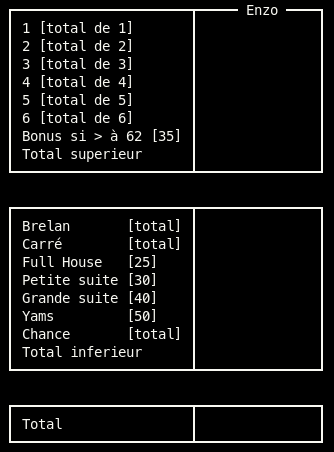 Enzo
1 [total de 1]
2 [total de 2]
3 [total de 3]
4 [total de 4]
5 [total de 5]
6 [total de 6]
Bonus si > à 62 [35]
Total superieur
Brelan [total]
Carré [total]
Full House [25]
Petite suite [30]
Grande suite [40]
Yams [50]
Chance [total]
Total inferieur
Total